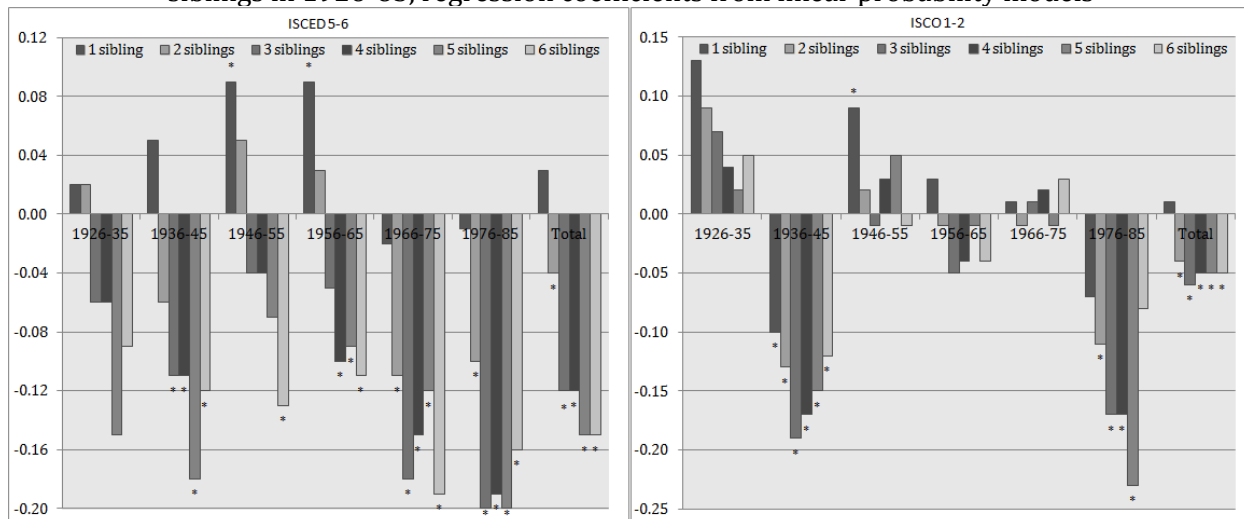 siblings in 1926-85, regression coefficients from linear probability models
ISCED 5-6
1 sibling 2 siblings 3 siblings 4 siblings 5 siblings 6 siblings
0.12
0.08
0.04
0.00
-0.04
-0.08
-0.12
-0.16
-0.20
1926-35 1936-45 1946-55 1956-65 1966-75 1976-85 Total
ISCO 1-2
1 sibling 2 siblings 3 siblings 4 siblings 5 siblings 6 siblings
0.15
0.10
0.05
0.00
-0.05
-0.10
-0.15
-0.20
-0.25
1926-35 1936-45 1946-55 1956-65 1966-75 1976-85 Total